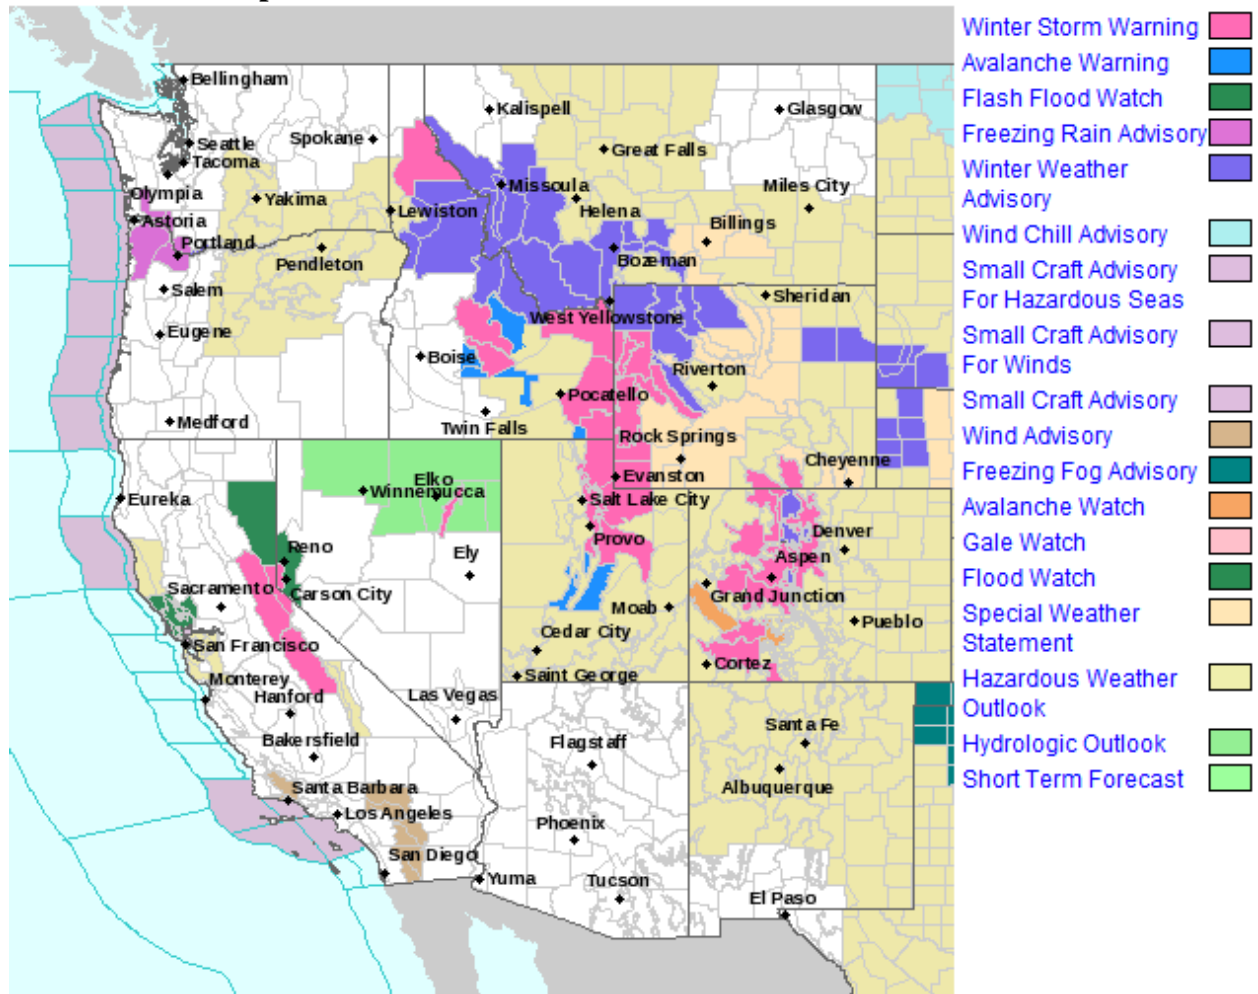 Bellingham
Kalispell
Glasgow
Spokane
Seattle
Great Falls
Tacoma
Olympia
Missoula
Miles City
Yakima
Helena
Lewiston
Astoria
Billings
Portland
Pendleton
Bozeman
Salem
Sheridan
West Yellowstone
Eugene
Boise
Riverton
Pocatello
Medford
Twin Falls
Rock Springs
Cheyenne
Elko
Evanston
Winnemucca
Eureka
Salt Lake City
Provo
Denver
Reno
Ely
Aspen
Sacramento
Carson City
Grand Junction
Moab
Pueblo
Cedar City
San Francisco
Cortez
Saint George
Monterey
Hanford
Las Vegas
Santa Fe
Bakersfield
Flagstaff
Santa Barbara
Albuquerque
Los Angeles
Phoenix
San Diego
Yuma
Tucson
El Paso
Winter Storm Warning
Avalanche Warning
Flash Flood Watch
Freezing Rain Advisory
Winter Weather
Advisory
Wind Chill Advisory
Small Craft Advisory
For Hazardous Seas
Small Craft Advisory
For Winds
Small Craft Advisory
Wind Advisory
Freezing Fog Advisory
Avalanche Watch
Gale Watch
Flood Watch
Special Weather
Statement
Hazardous Weather
Outlook
Hydrologic Outlook
Short Term Forecast